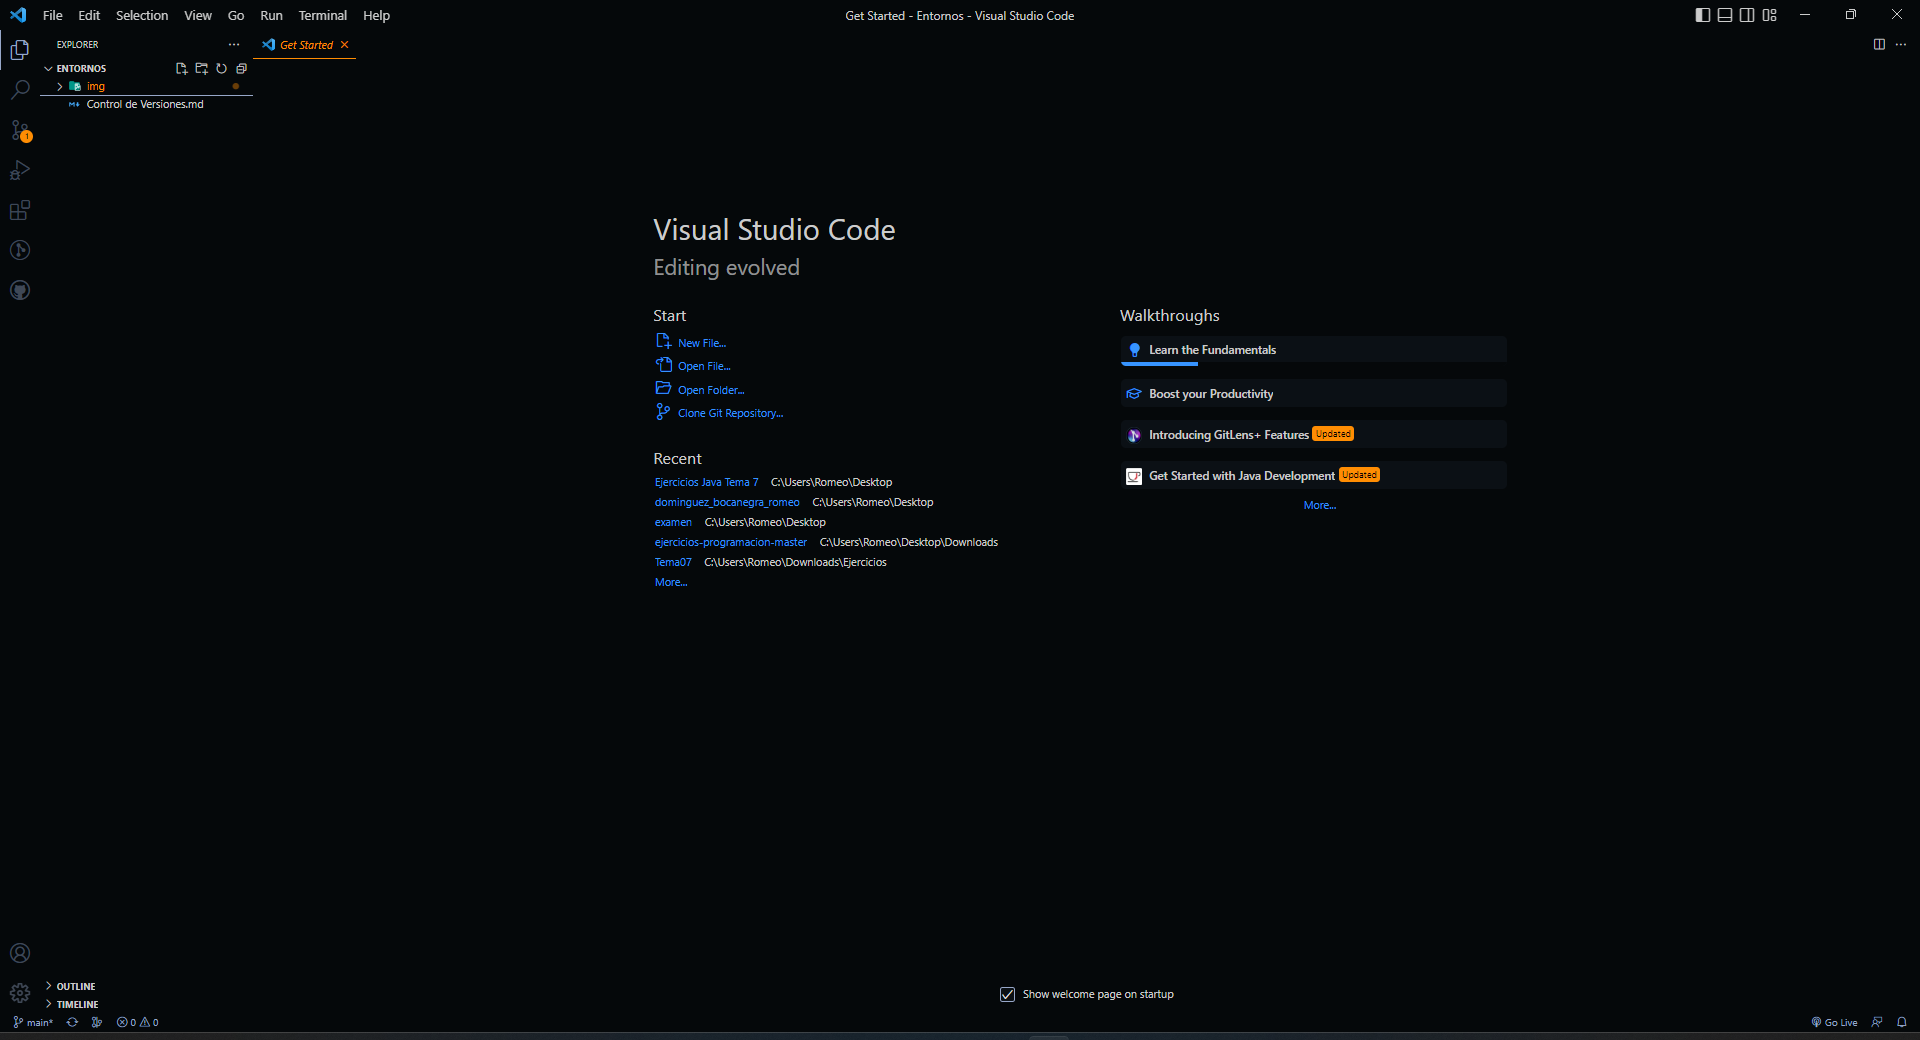 File Edit Selection View Go Run Terminal Help
Get Started - Entornos - Visual Studio Code
EXPLORER
Get Started
ENTORNOS
img
Control de Versiones.md
1
Visual Studio Code
Editing evolved
Start
New File...
Open File...
Open Folder...
Clone Git Repository...
Recent
Ejercicios Java Tema 7 C:\Users\Romeo\Desktop
dominguez_bocanegra_romeo C:\Users\Romeo\Desktop
examen C:\Users\Romeo\Desktop
ejercicios-programacion-master C:\Users\Romeo\Desktop\Downloads
Tema07 C:\Users\Romeo\Downloads\Ejercicios
More...
Walkthroughs
Learn the Fundamentals
Boost your Productivity
Introducing GitLens+ Features Updated
Get Started with Java Development Updated
More...
OUTLINE
TIMELINE
Show welcome page on startup
main* 0 0
Go Live